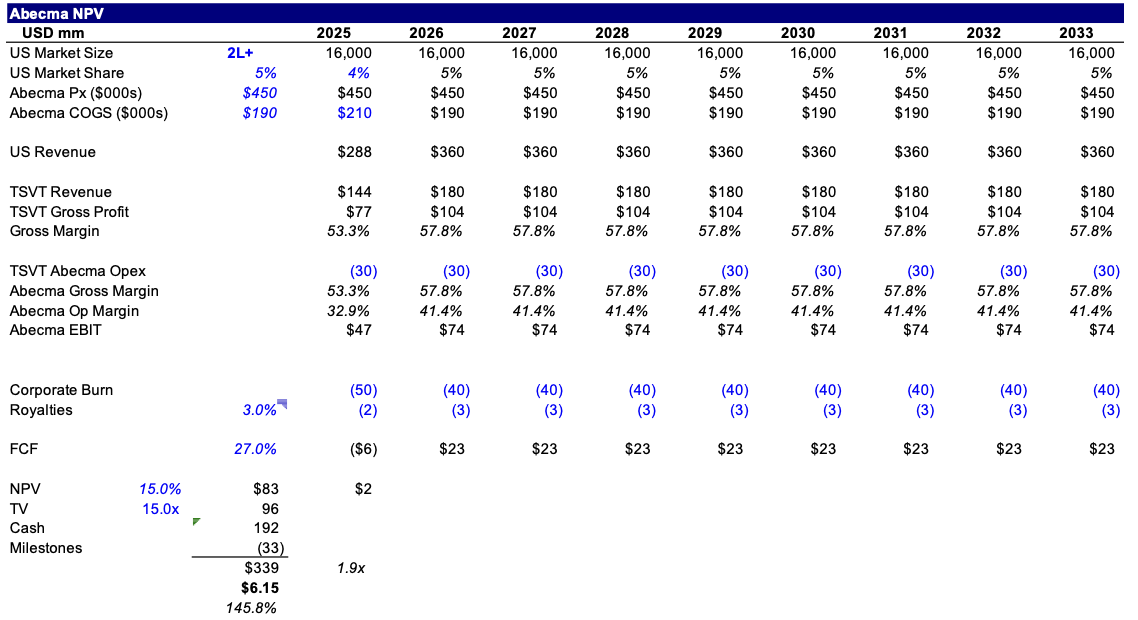 Abecma NPV
USD mm 2025 2026 2027 2028 2029 2030 2031 2032 2033
US Market Size 2L+ 16,000 16,000 16,000 16,000 16,000 16,000 16,000 16,000 16,000
US Market Share 5% 4% 5% 5% 5% 5% 5% 5% 5% 5%
Abecma Px ($000s) $450 $450 $450 $450 $450 $450 $450 $450 $450 $450
Abecma COGS ($000s) $190 $210 $190 $190 $190 $190 $190 $190 $190 $190
US Revenue $288 $360 $360 $360 $360 $360 $360 $360 $360
TSVT Revenue $144 $180 $180 $180 $180 $180 $180 $180 $180
TSVT Gross Profit $77 $104 $104 $104 $104 $104 $104 $104 $104
Gross Margin 53.3% 57.8% 57.8% 57.8% 57.8% 57.8% 57.8% 57.8% 57.8%
TSVT Abecma Opex (30) (30) (30) (30) (30) (30) (30) (30) (30)
Abecma Gross Margin 53.3% 57.8% 57.8% 57.8% 57.8% 57.8% 57.8% 57.8% 57.8%
Abecma Op Margin 32.9% 41.4% 41.4% 41.4% 41.4% 41.4% 41.4% 41.4% 41.4%
Abecma EBIT $47 $74 $74 $74 $74 $74 $74 $74 $74
Corporate Burn (50) (40) (40) (40) (40) (40) (40) (40) (40)
Royalties 3.0% (2) (3) (3) (3) (3) (3) (3) (3) (3)
FCF 27.0% ($6) $23 $23 $23 $23 $23 $23 $23 $23
NPV 15.0% $83 $2
TV 15.0x 96
Cash 192
Milestones (33)
$339 1.9x
$6.15
145.8%